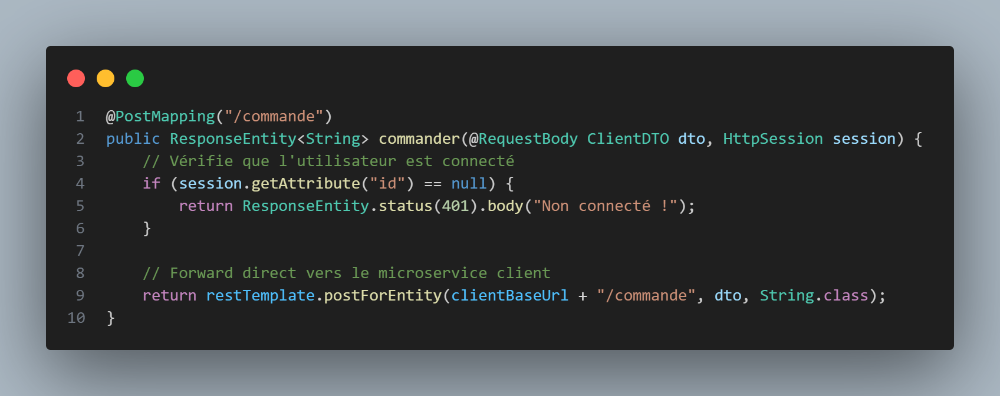 1 @PostMapping("/commande")
2 public ResponseEntity<String> commander(@RequestBody ClientDTO dto, HttpSession session) {
3     // Vérifie que l'utilisateur est connecté
4     if (session.getAttribute("id") == null) {
5         return ResponseEntity.status(401).body("Non connecté !");
6     }
7
8     // Forward direct vers le microservice client
9     return restTemplate.postForEntity(clientBaseUrl + "/commande", dto, String.class);
10 }